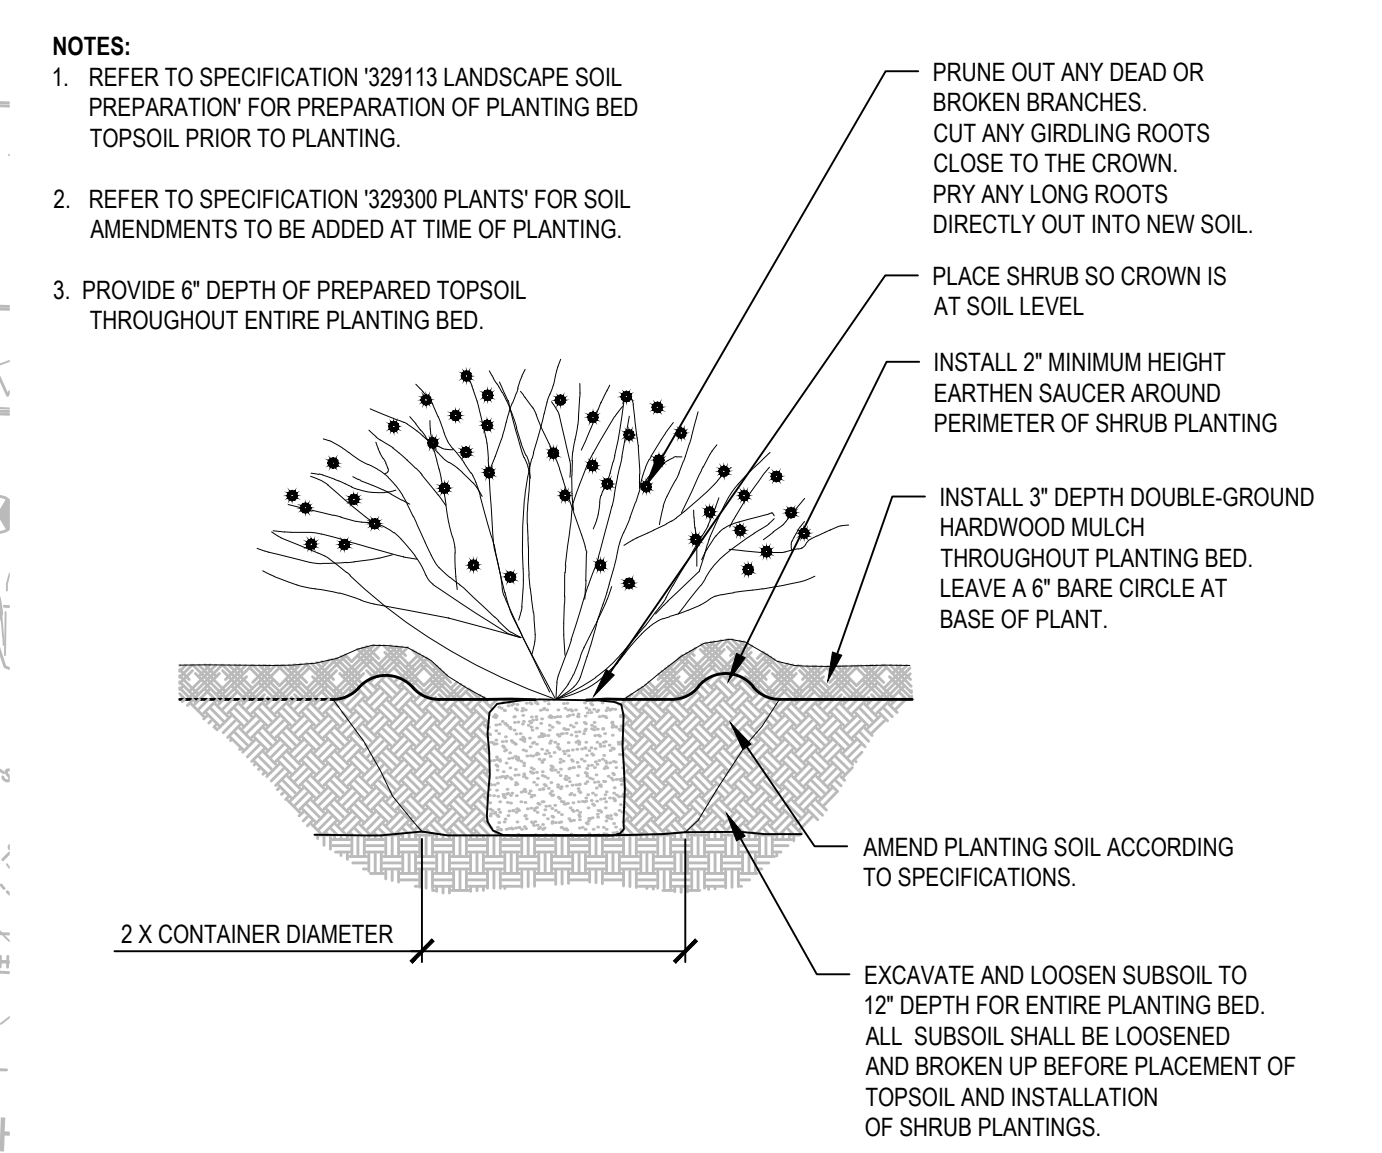 NOTES:
1. REFER TO SPECIFICATION '329113 LANDSCAPE SOIL
PREPARATION' FOR PREPARATION OF PLANTING BED
TOPSOIL PRIOR TO PLANTING.
2. REFER TO SPECIFICATION '329300 PLANTS' FOR SOIL
AMENDMENTS TO BE ADDED AT TIME OF PLANTING.
3. PROVIDE 6" DEPTH OF PREPARED TOPSOIL
THROUGHOUT ENTIRE PLANTING BED.
PRUNE OUT ANY DEAD OR
BROKEN BRANCHES.
CUT ANY GIRDLING ROOTS
CLOSE TO THE CROWN.
PRY ANY LONG ROOTS
DIRECTLY OUT INTO NEW SOIL.
PLACE SHRUB SO CROWN IS
AT SOIL LEVEL
INSTALL 2" MINIMUM HEIGHT
EARTHEN SAUCER AROUND
PERIMETER OF SHRUB PLANTING
INSTALL 3" DEPTH DOUBLE-GROUND
HARDWOOD MULCH
THROUGHOUT PLANTING BED.
LEAVE A 6" BARE CIRCLE AT
BASE OF PLANT.
AMEND PLANTING SOIL ACCORDING
TO SPECIFICATIONS.
2 X CONTAINER DIAMETER
EXCAVATE AND LOOSEN SUBSOIL TO
12" DEPTH FOR ENTIRE PLANTING BED.
ALL SUBSOIL SHALL BE LOOSENED
AND BROKEN UP BEFORE PLACEMENT OF
TOPSOIL AND INSTALLATION
OF SHRUB PLANTINGS.